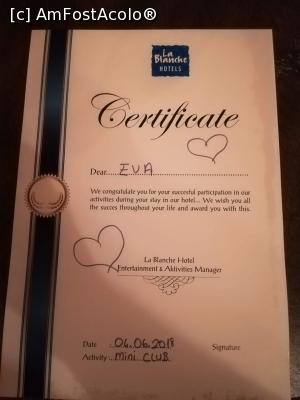 [c] AmFostAcolo®
La
Blanche
HOTELS
Certificate
Dear.....EVA.....
We congratulate you for your succesful participation in our
activities during your stay in our hotel... We wish you all
the succes throughout your life and award you with this.
La Blanche Hotel
Entertainment & Aktivities Manager
Date ..04.06.2018
Signature
Activity :..Mini CLUB